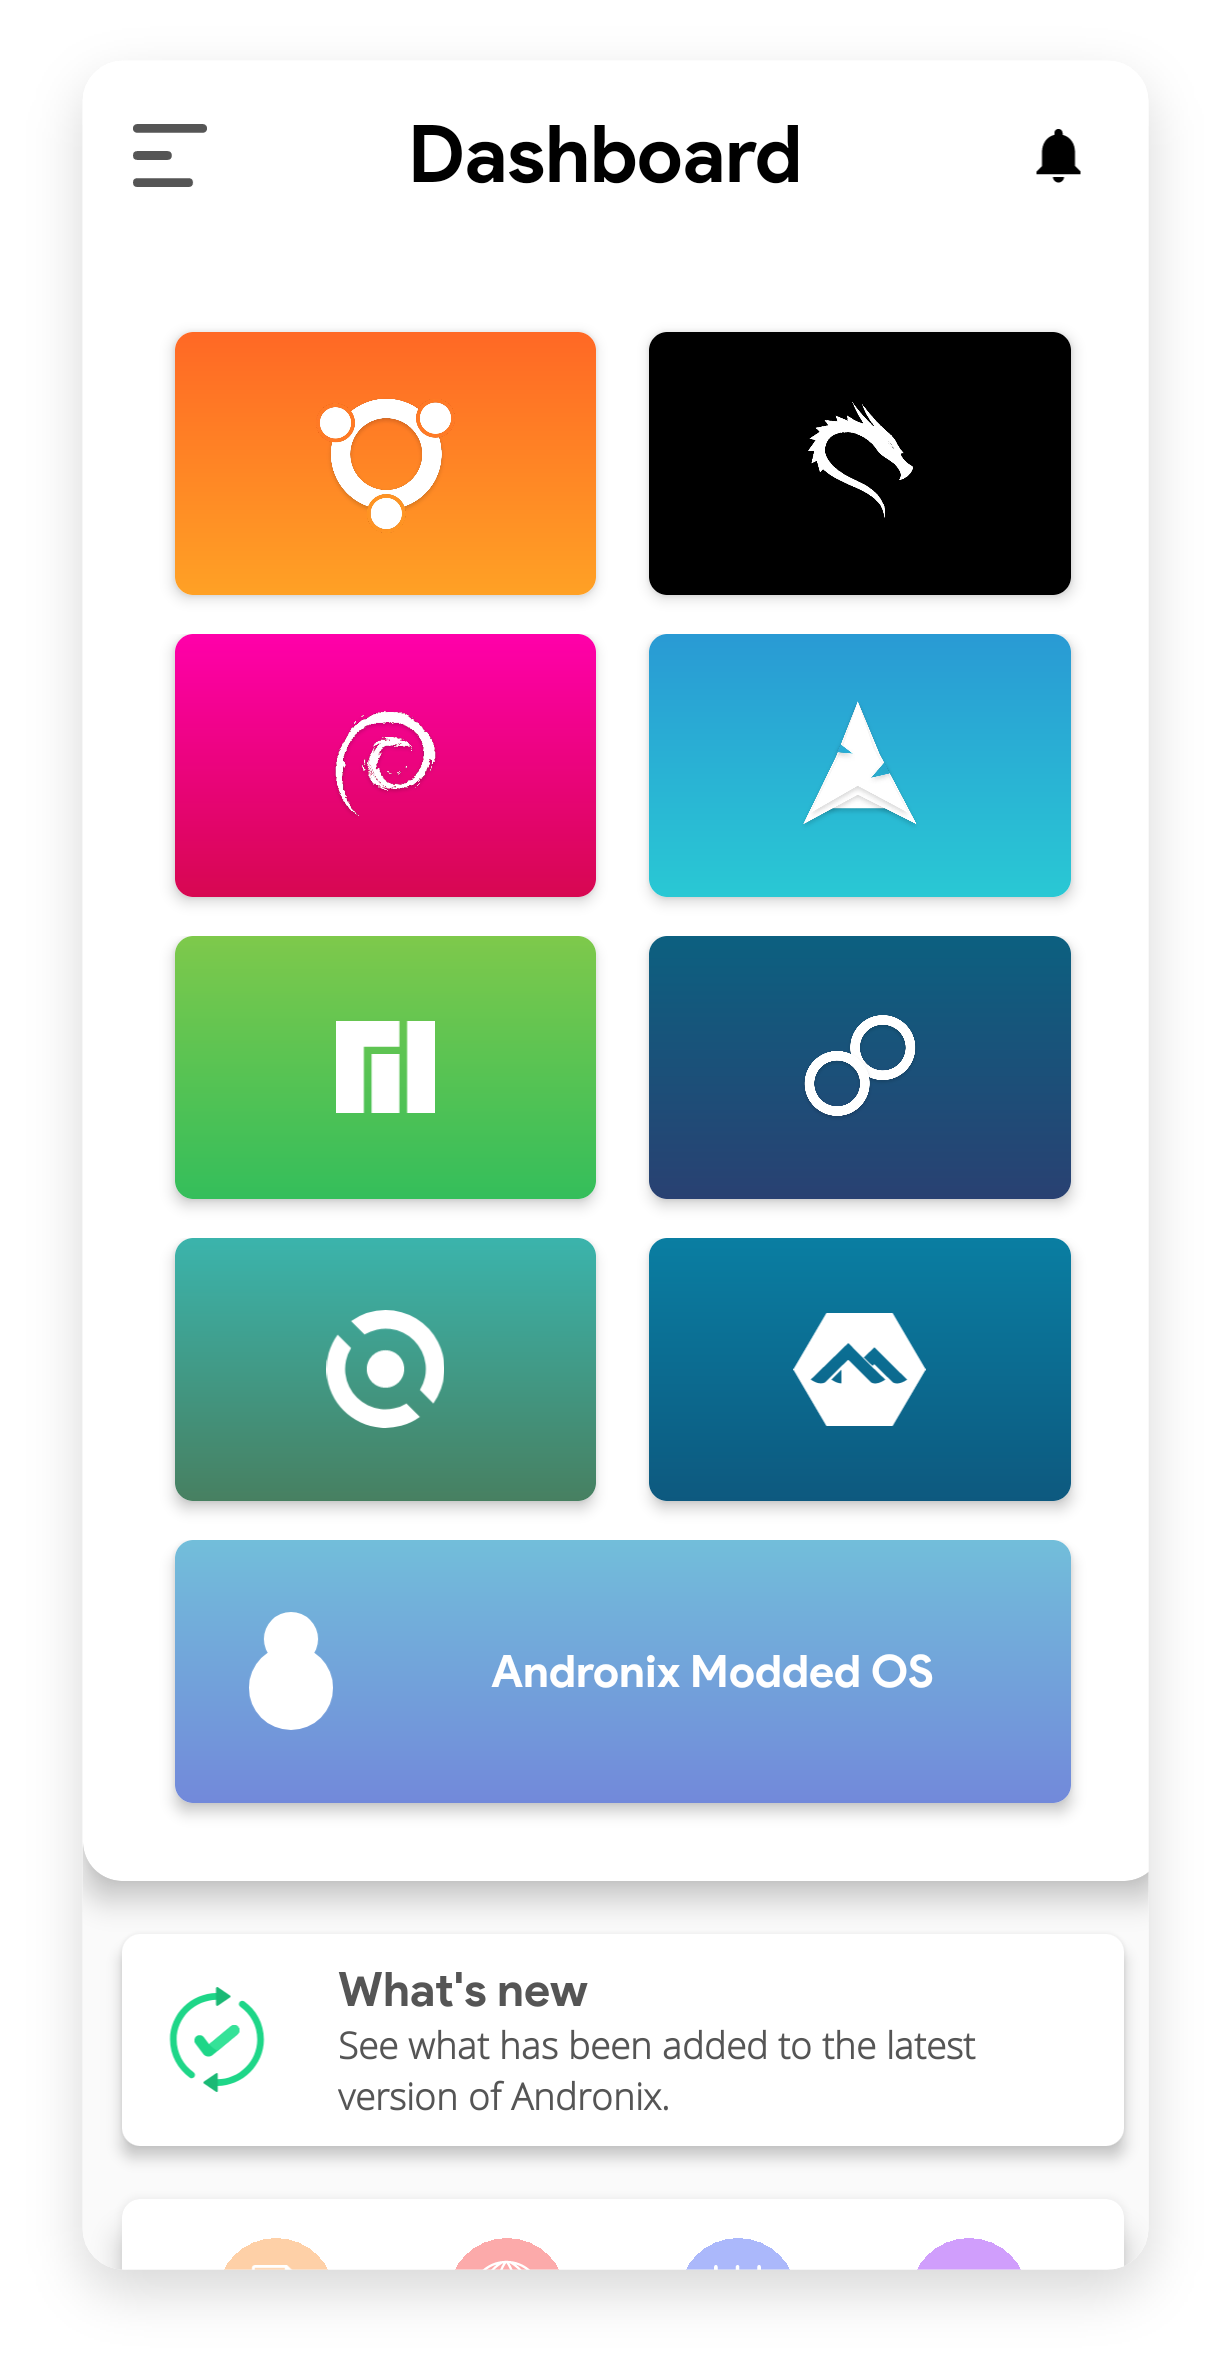 Dashboard
Andronix Modded OS
What's new
See what has been added to the latest
version of Andronix.